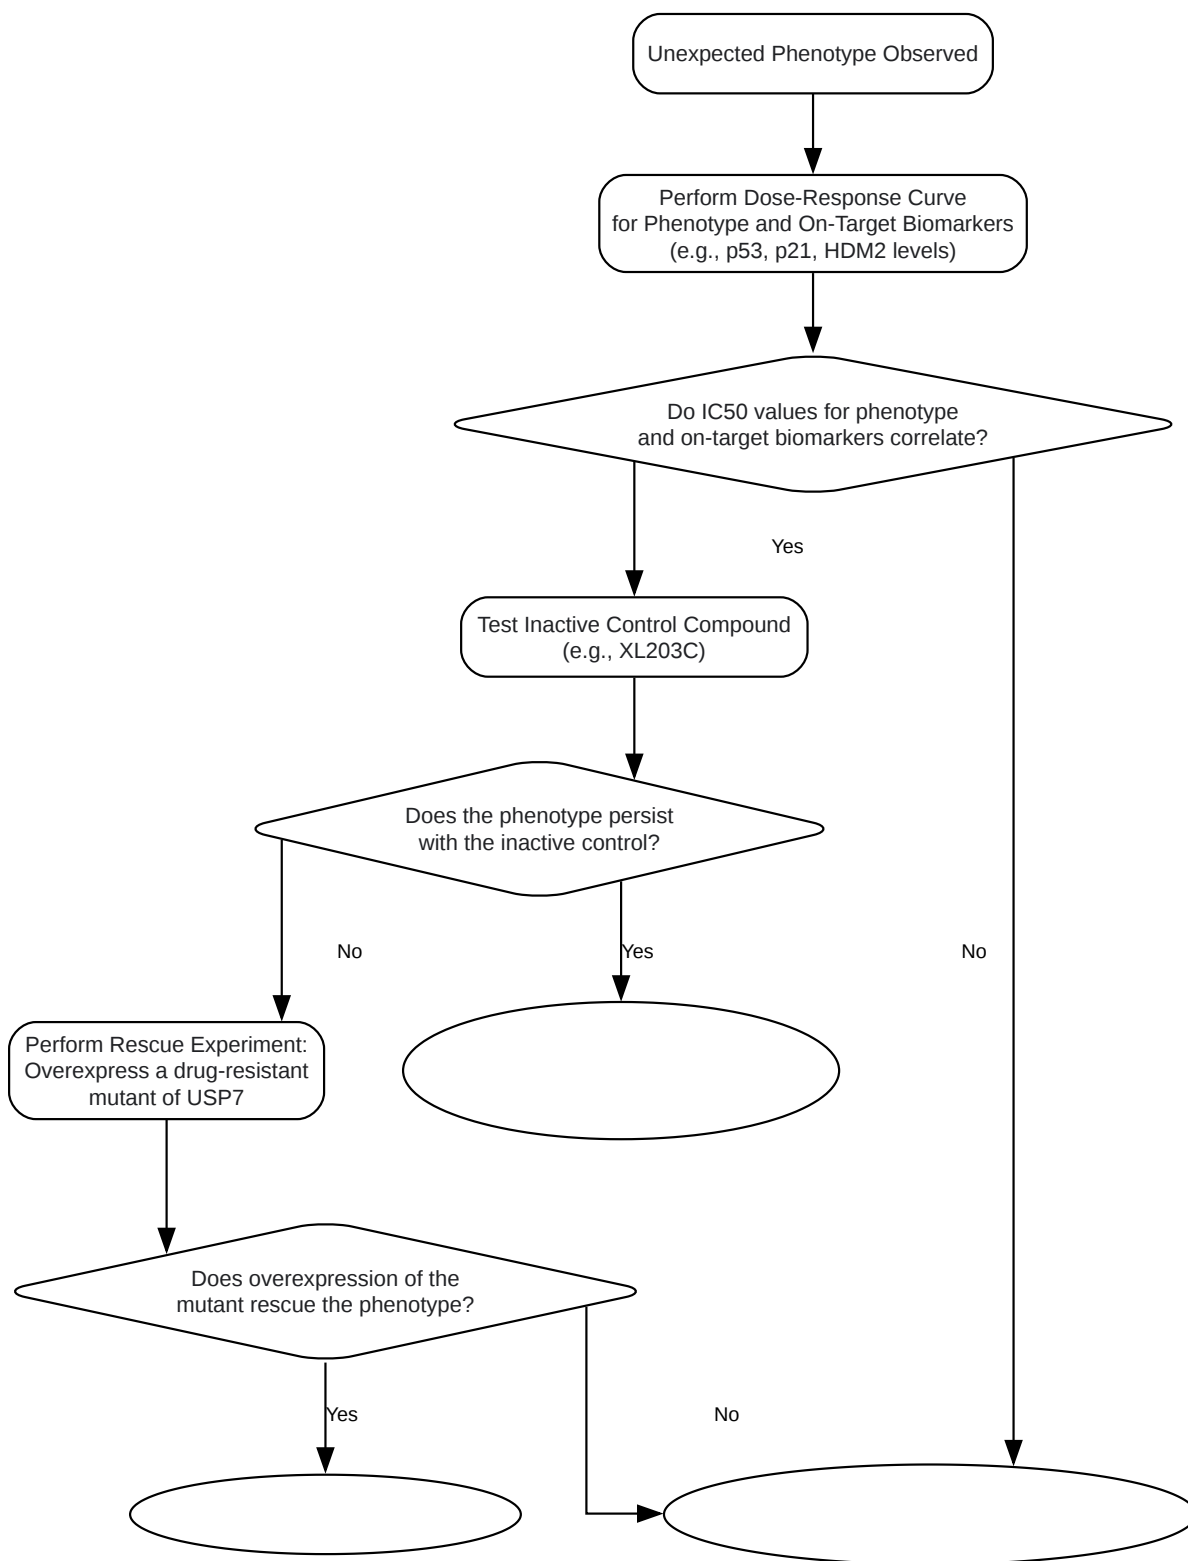 Unexpected Phenotype Observed
Perform Dose-Response Curve
for Phenotype and On-Target Biomarkers
(e.g., p53, p21, HDM2 levels)
Do IC50 values for phenotype
and on-target biomarkers correlate?
Yes
Test Inactive Control Compound
(e.g., XL203C)
Does the phenotype persist
with the inactive control?
No
Yes
No
Perform Rescue Experiment:
Overexpress a drug-resistant
mutant of USP7
Does overexpression of the
mutant rescue the phenotype?
Yes
No